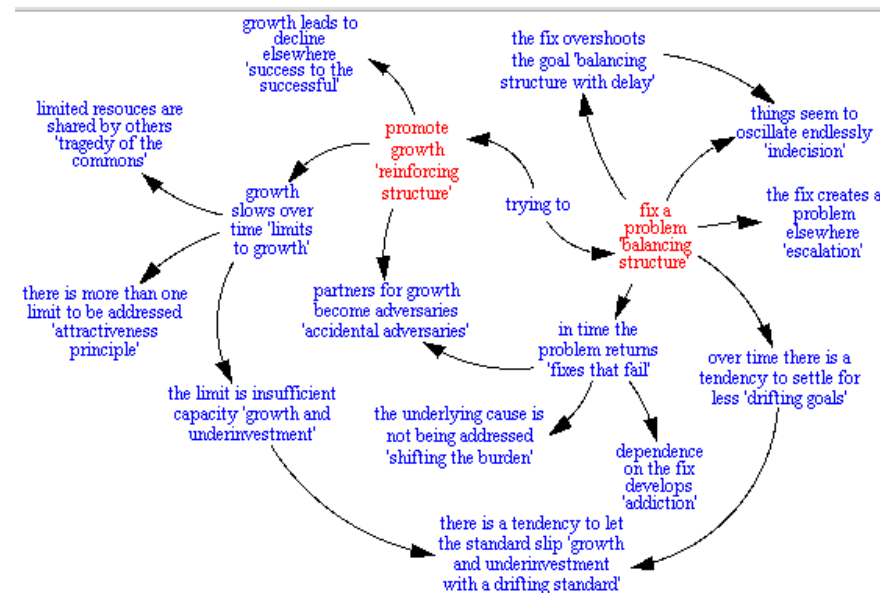 growth leads to
decline
elsewhere
'success to the
successful'
the fix overshoots
the goal 'balancing
structure with delay'
limited resouces are
shared by others
'tragedy of the
commons'
promote
growth
'reinforcing
structure'
things seem to
oscillate endlessly
'indecision'
growth
slows over
time 'limits
to growth'
trying to
fix a
problem
'balancing
structure'
the fix creates a
problem
elsewhere
'escalation'
there is more than one
limit to be addressed
'attractiveness
principle'
partners for growth
become adversaries
'accidental adversaries'
in time the
problem returns
'fixes that fail'
over time there is a
tendency to settle for
less 'drifting goals'
the limit is insufficient
capacity 'growth and
underinvestment'
the underlying cause is
not being addressed
'shifting the burden'
dependence
on the fix
develops
'addiction'
there is a tendency to let
the standard slip 'growth
and underinvestment
with a drifting standard'